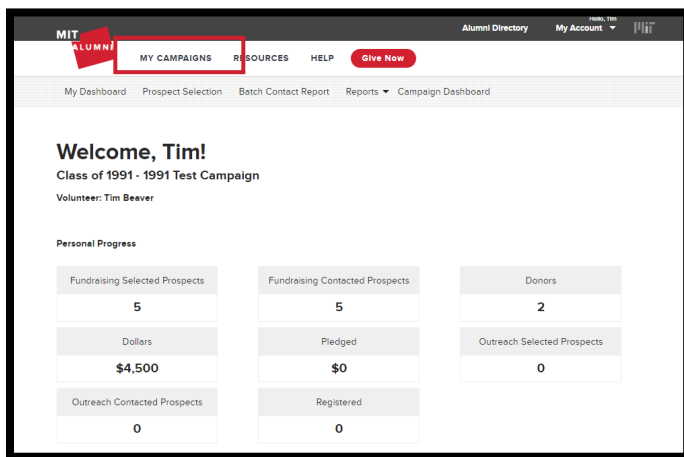 Hello, Tim
MIT Alumni Directory My Account
ALUMNI
MY CAMPAIGNS RESOURCES HELP Give Now
My Dashboard Prospect Selection Batch Contact Report Reports Campaign Dashboard
Welcome, Tim!
Class of 1991 - 1991 Test Campaign
Volunteer: Tim Beaver
Personal Progress
Fundraising Selected Prospects Fundraising Contacted Prospects Donors
5 5 2
Dollars Pledged Outreach Selected Prospects
$4,500 $0 0
Outreach Contacted Prospects Registered
0 0